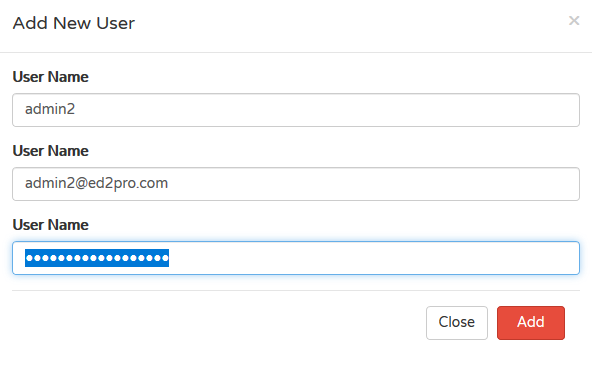 Add New User
×
User Name
admin2
User Name
admin2@ed2pro.com
User Name
••••••••••••••••••
Close Add